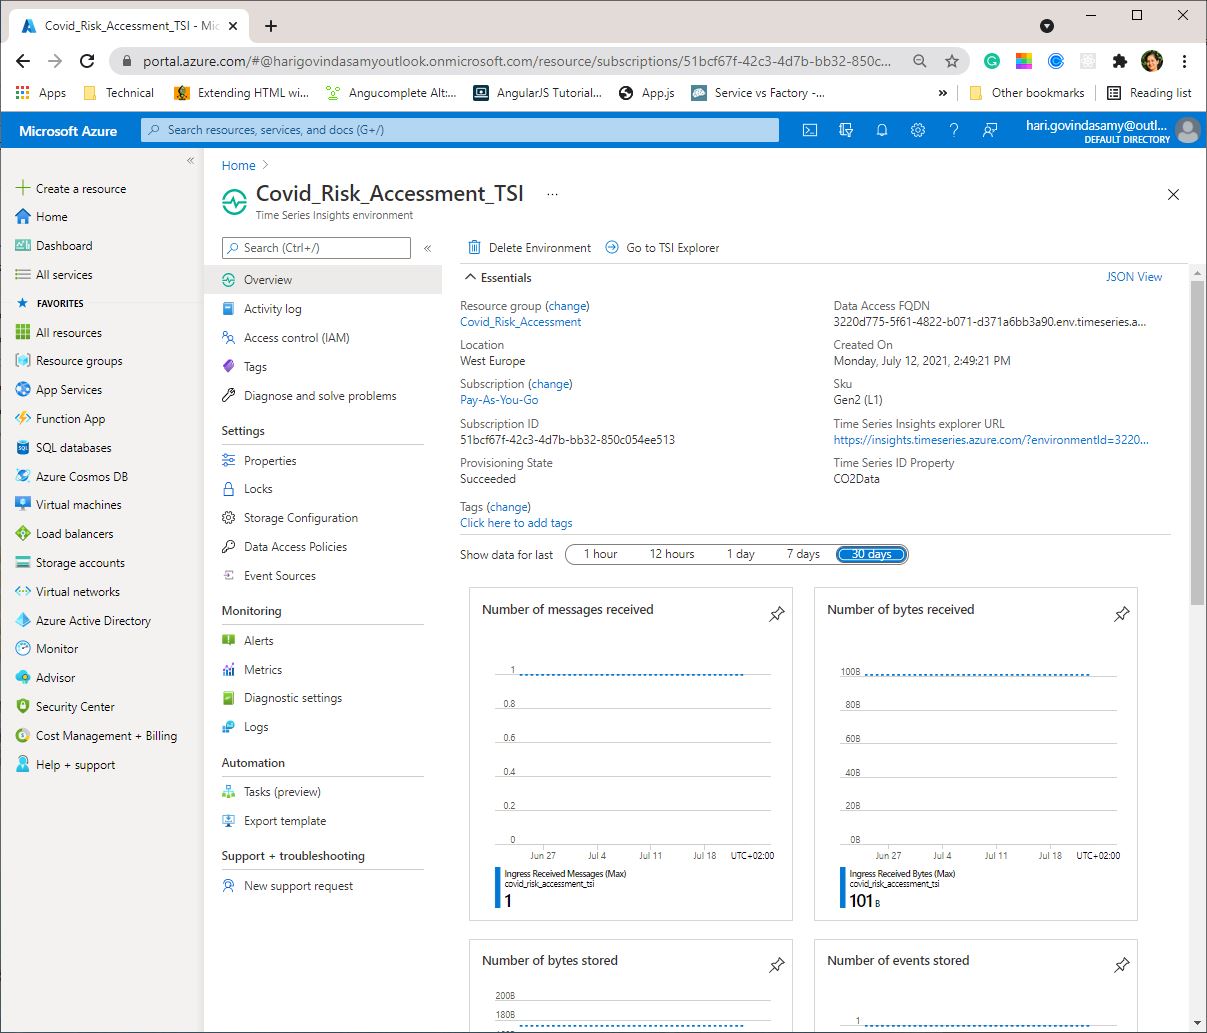 Covid_Risk_Assessment_TSI - Mic
portal.azure.com/#@harigovindasamyoutlook.onmicrosoft.com/resource/subscriptions/51bcf67f-42c3-4d7b-bb32-850c...
Apps Technical Extending HTML wi... Angucomplete Alt:... AngularJS Tutorial... App.js Service vs Factory -... » Other bookmarks Reading list
Microsoft Azure
Search resources, services, and docs (G+/)
hari.govindasamy@outl...
DEFAULT DIRECTORY
Create a resource
Home
Dashboard
All services
FAVORITES
All resources
Resource groups
App Services
Function App
SQL databases
Azure Cosmos DB
Virtual machines
Load balancers
Storage accounts
Virtual networks
Azure Active Directory
Monitor
Advisor
Security Center
Cost Management + Billing
Help + support
Home
Covid_Risk_Assessment_TSI ...
Time Series Insights environment
Search (Ctrl+/)
Overview
Activity log
Access control (IAM)
Tags
Diagnose and solve problems
Settings
Properties
Locks
Storage Configuration
Data Access Policies
Event Sources
Monitoring
Alerts
Metrics
Diagnostic settings
Logs
Automation
Tasks (preview)
Export template
Support + troubleshooting
New support request
Delete Environment Go to TSI Explorer
Essentials
JSON View
Resource group (change)
Covid_Risk_Assessment
Location
West Europe
Subscription (change)
Pay-As-You-Go
Subscription ID
51bcf67f-42c3-4d7b-bb32-850c054ee513
Provisioning State
Succeeded
Data Access FQDN
3220d775-5f61-4822-b071-d371a6bb3a90.env.timeseries.a...
Created On
Monday, July 12, 2021, 2:49:21 PM
Sku
Gen2 (L1)
Time Series Insights explorer URL
https://insights.timeseries.azure.com/?environmentId=3220...
Time Series ID Property
CO2Data
Tags (change)
Click here to add tags
Show data for last 1 hour 12 hours 1 day 7 days 30 days
Number of messages received
1
0.8
0.6
0.4
0.2
0
Jun 27 Jul 4 Jul 11 Jul 18 UTC+02:00
Ingress Received Messages (Max)
covid_risk_assessment_tsi
1
Number of bytes received
100B
80B
60B
40B
20B
0B
Jun 27 Jul 4 Jul 11 Jul 18 UTC+02:00
Ingress Received Bytes (Max)
covid_risk_assessment_tsi
101 B
Number of bytes stored
200B
180B
Number of events stored
1